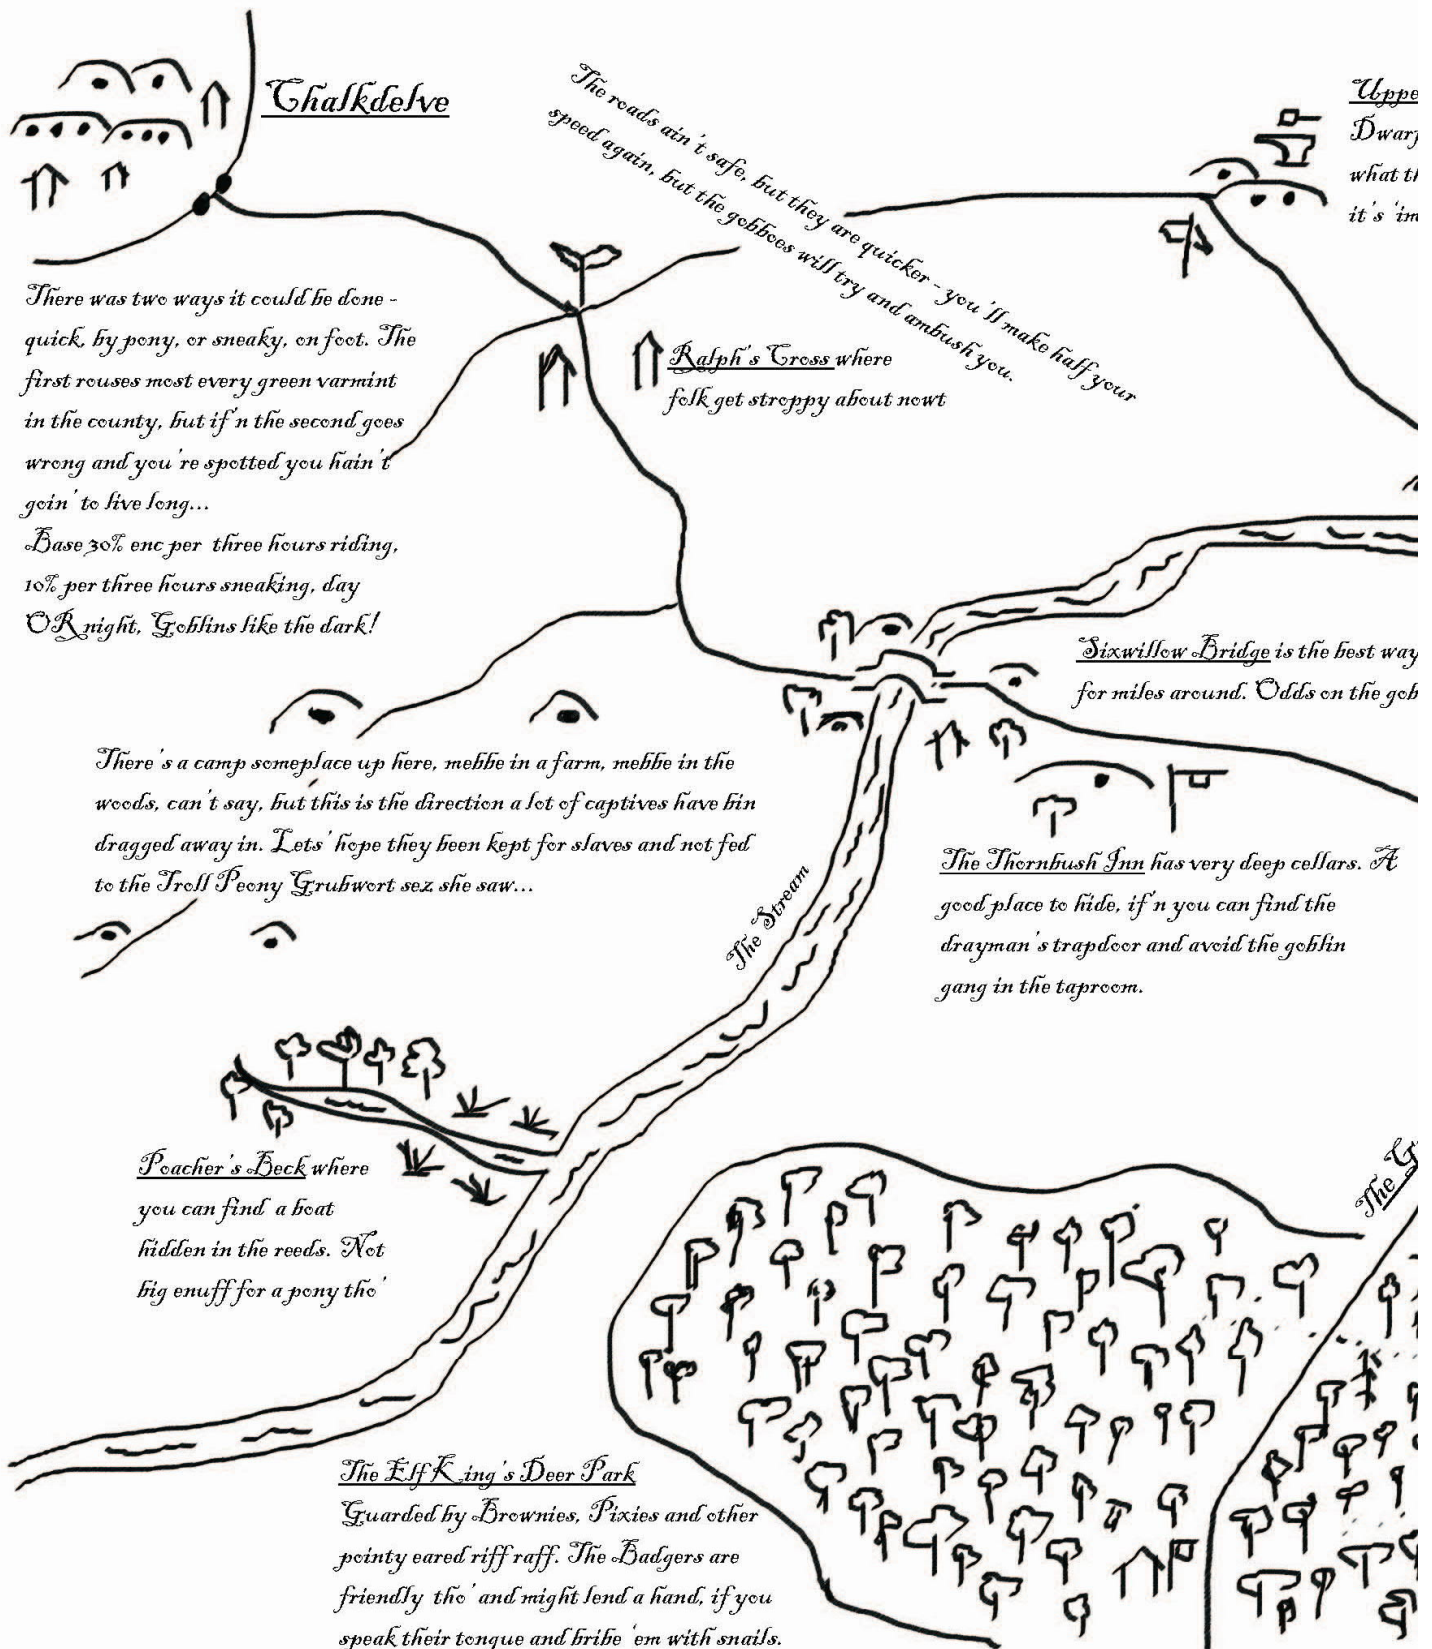 Chalkdelve
The roads ain't safe, but they are quicker - you'll make half your
speed again, but the gobboes will try and ambush you.
Uppe
Dwarf
what th
it's 'im
There was two ways it could be done -
quick, by pony, or sneaky, on foot. The
first rouses most every green varmint
in the county, but if'n the second goes
wrong and you're spotted you hain't
goin' to live long...
Base 30% enc per three hours riding,
10% per three hours sneaking, day
OR night, Goblins like the dark!
Ralph's Cross where
folk get stroppy about nowt
Sixwillow Bridge is the best way
for miles around. Odds on the gob
There's a camp someplace up here, mebbe in a farm, mebbe in the
woods, can't say, but this is the direction a lot of captives have bin
dragged away in. Lets' hope they been kept for slaves and not fed
to the Troll Peony Grubwort sez she saw...
The Stream
The Thornbush Inn has very deep cellars. A
good place to hide, if'n you can find the
drayman's trapdoor and avoid the goblin
gang in the taproom.
Poacher's Beck where
you can find a boat
hidden in the reeds. Not
big enuff for a pony tho'
The G
The Elf King's Deer Park
Guarded by Brownies, Pixies and other
pointy eared riff raff. The Badgers are
friendly tho' and might lend a hand, if you
speak their tongue and bribe 'em with snails.